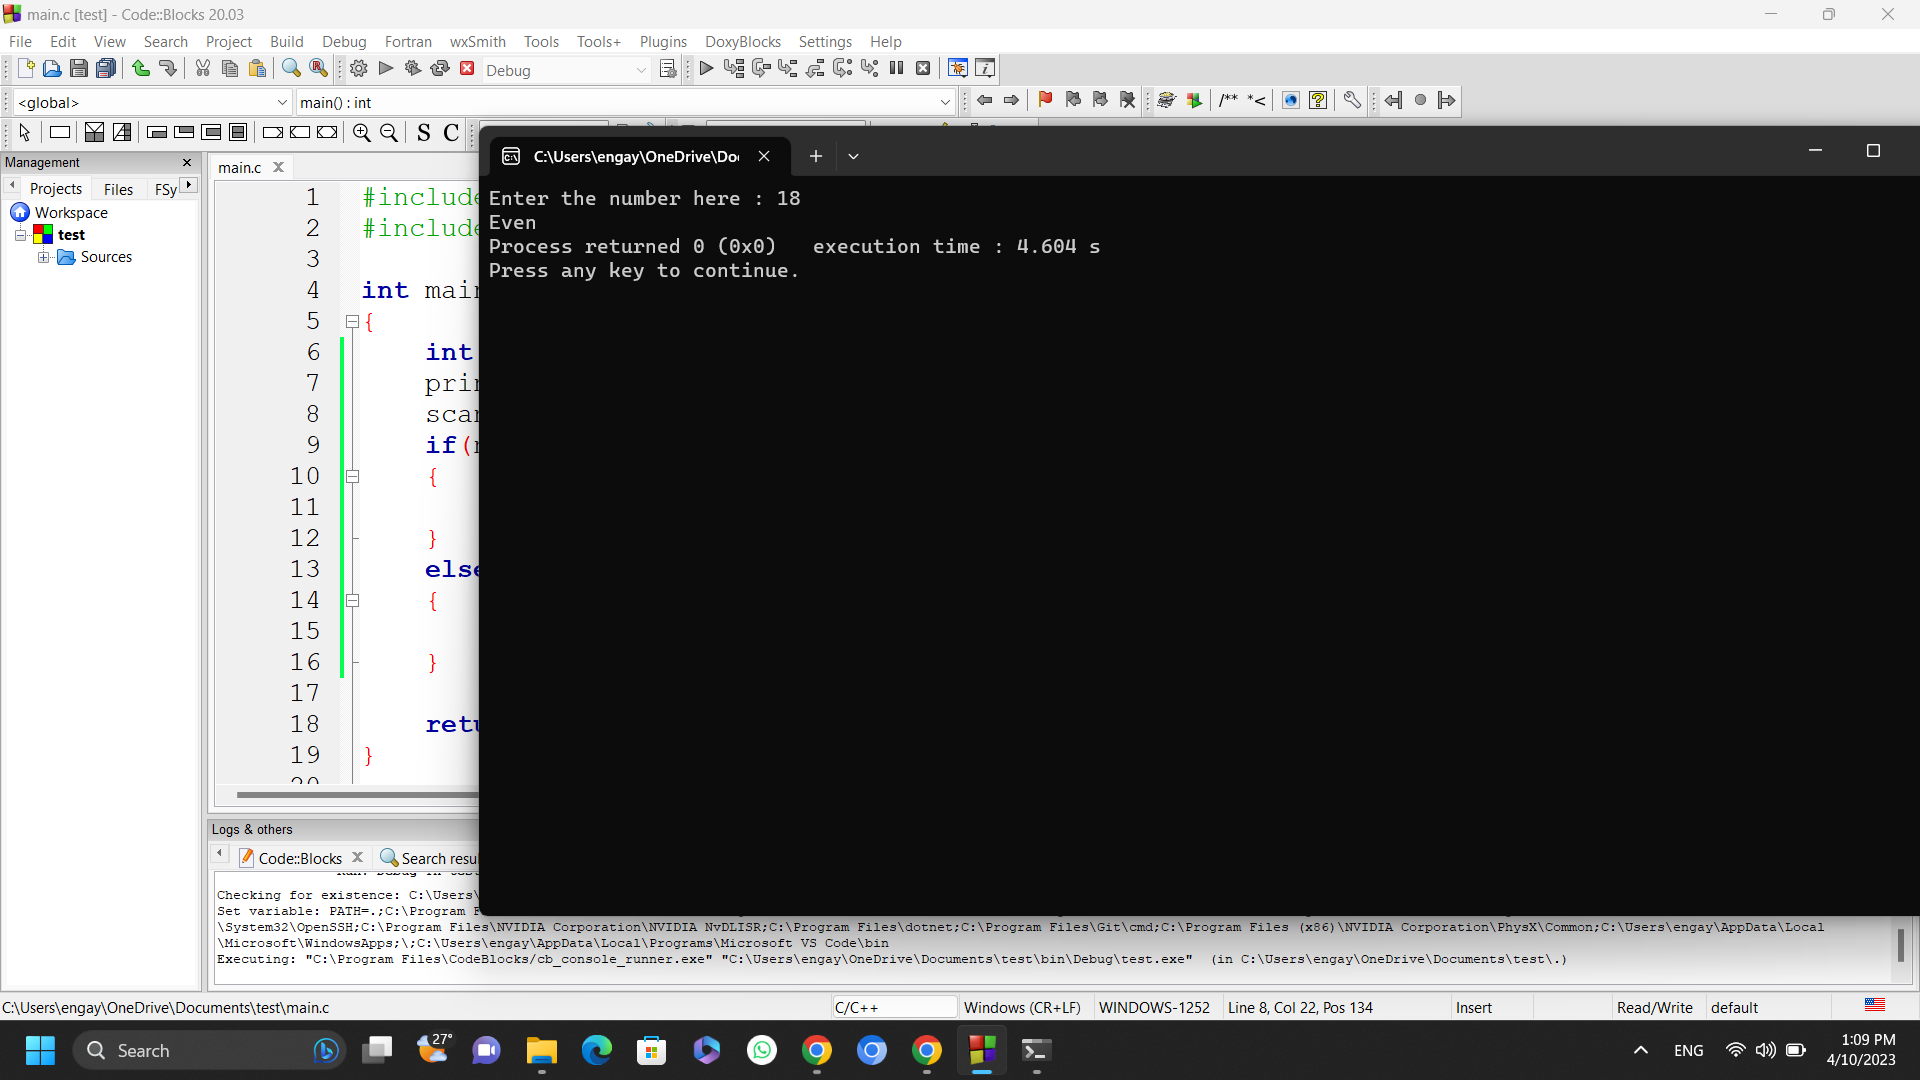 main.c [test] - Code::Blocks 20.03
File Edit View Search Project Build Debug Fortran wxSmith Tools Tools+ Plugins DoxyBlocks Settings Help
Debug
<global> main() : int
/** *<
S C
Management
main.c
Projects Files FSy
Workspace
test
Sources
1 #include
2 #include
3
4 int main
5 {
6 int
7 prin
8 scan
9 if(
10 {
11
12 }
13 else
14 {
15
16 }
17
18 retu
19 }
20
C:\Users\engay\OneDrive\Do
Enter the number here : 18
Even
Process returned 0 (0x0) execution time : 4.604 s
Press any key to continue.
Logs & others
Code::Blocks Search resu
Checking for existence: C:\Users\
Set variable: PATH=.;C:\Program F
\System32\OpenSSH;C:\Program Files\NVIDIA Corporation\NVIDIA NvDLISR;C:\Program Files\dotnet;C:\Program Files\Git\cmd;C:\Program Files (x86)\NVIDIA Corporation\PhysX\Common;C:\Users\engay\AppData\Local
\Microsoft\WindowsApps;\;C:\Users\engay\AppData\Local\Programs\Microsoft VS Code\bin
Executing: "C:\Program Files\CodeBlocks/cb_console_runner.exe" "C:\Users\engay\OneDrive\Documents\test\bin\Debug\test.exe" (in C:\Users\engay\OneDrive\Documents\test\.)
C:\Users\engay\OneDrive\Documents\test\main.c C/C++ Windows (CR+LF) WINDOWS-1252 Line 8, Col 22, Pos 134 Insert Read/Write default
Search 27° ENG 1:09 PM
4/10/2023